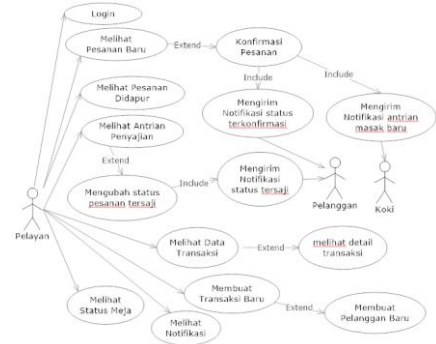 Login
Melihat
Pesanan Baru
Extend
Konfirmasi
Pesanan
Include
Include
Melihat Pesanan
Didapur
Mengirim
Notifikasi status
terkonfirmasi
Mengirim
Notifikasi antrian
masak baru
Melihat Antrian
Penyajian
Extend
Mengubah status
pesanan tersaji
Include
Mengirim
Notifikasi
status tersaji
Pelanggan
Koki
Pelayan
Melihat Data
Transaksi
Extend
melihat detail
transaksi
Membuat
Transaksi Baru
Extend
Membuat
Pelanggan Baru
Melihat
Status Meja
Melihat
Notifikasi